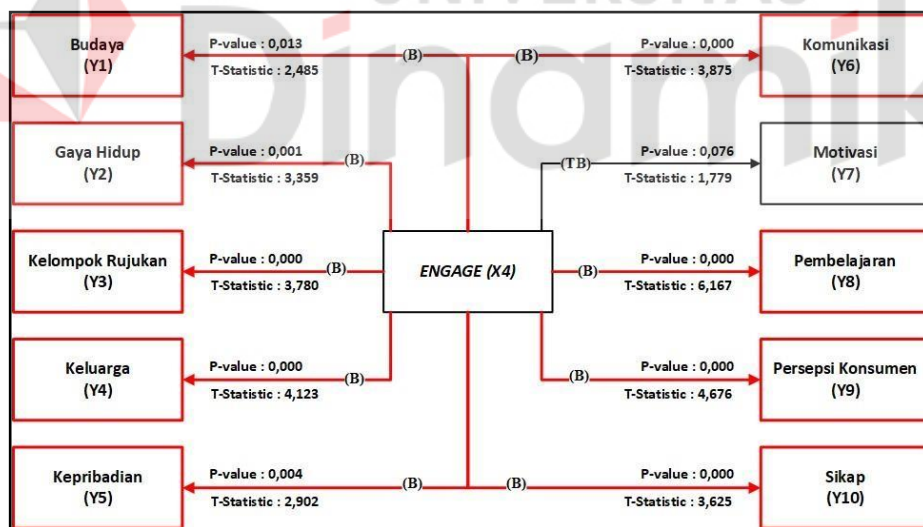 UNIVERSITAS
Dinamika
Budaya
(Y1)
P-value : 0,013
(B)
T-Statistic : 2,485
(B)
P-value : 0,000
T-Statistic : 3,875
Komunikasi
(Y6)
Gaya Hidup
(Y2)
P-value : 0,001
(B)
T-Statistic : 3,359
(TB)
P-value : 0,076
T-Statistic : 1,779
Motivasi
(Y7)
Kelompok Rujukan
(Y3)
P-value : 0,000
(B)
T-Statistic : 3,780
ENGAGE (X4)
(B)
P-value : 0,000
T-Statistic : 6,167
Pembelajaran
(Y8)
Keluarga
(Y4)
P-value : 0,000
(B)
T-Statistic : 4,123
(B)
P-value : 0,000
T-Statistic : 4,676
Persepsi Konsumen
(Y9)
Kepribadian
(Y5)
P-value : 0,004
(B)
T-Statistic : 2,902
(B)
P-value : 0,000
T-Statistic : 3,625
Sikap
(Y10)